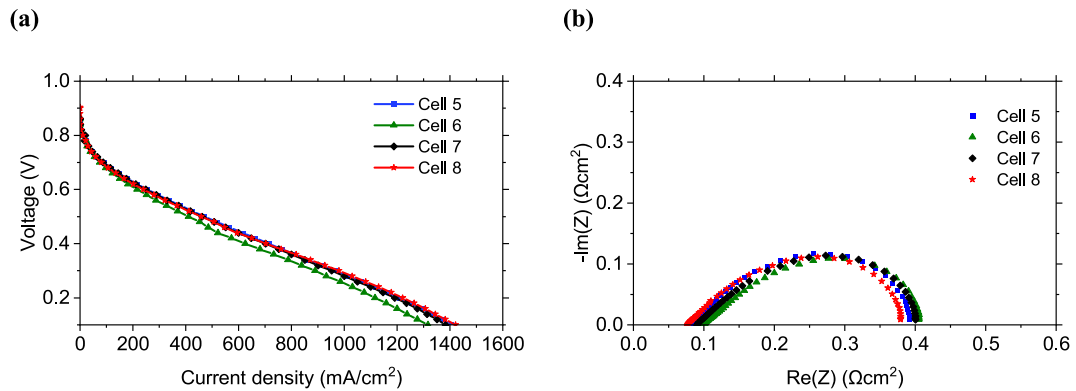 (a)
(b)
1.0
0.8
0.6
0.4
0.2
0 200 400 600 800 1000 1200 1400 1600
Voltage (V)
Current density (mA/cm²)
Cell 5
Cell 6
Cell 7
Cell 8
0.4
0.3
0.2
0.1
0.0
0.0 0.1 0.2 0.3 0.4 0.5 0.6
-Im(Z) (Ωcm²)
Re(Z) (Ωcm²)
Cell 5
Cell 6
Cell 7
Cell 8